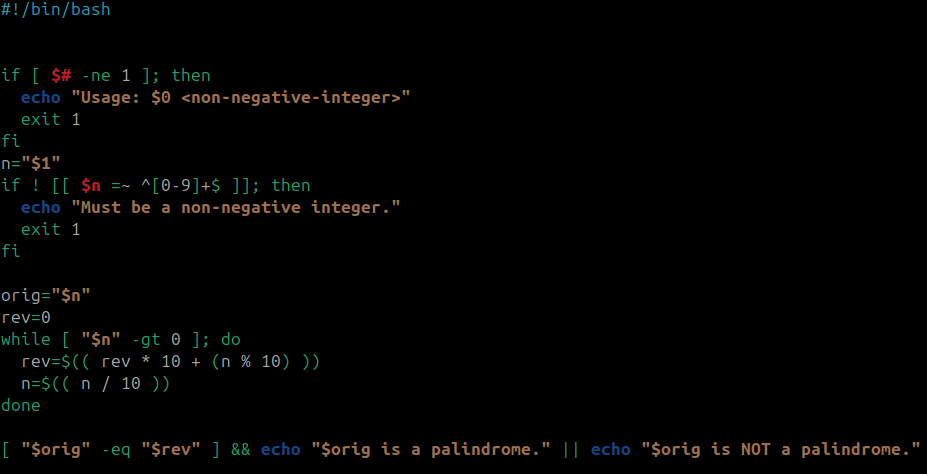 #!/bin/bash
if [ $# -ne 1 ]; then
  echo "Usage: $0 <non-negative-integer>"
  exit 1
fi
n="$1"
if ! [[ $n =~ ^[0-9]+$ ]]; then
  echo "Must be a non-negative integer."
  exit 1
fi
orig="$n"
rev=0
while [ "$n" -gt 0 ]; do
  rev=$(( rev * 10 + (n % 10) ))
  n=$(( n / 10 ))
done
[ "$orig" -eq "$rev" ] && echo "$orig is a palindrome." || echo "$orig is NOT a palindrome."